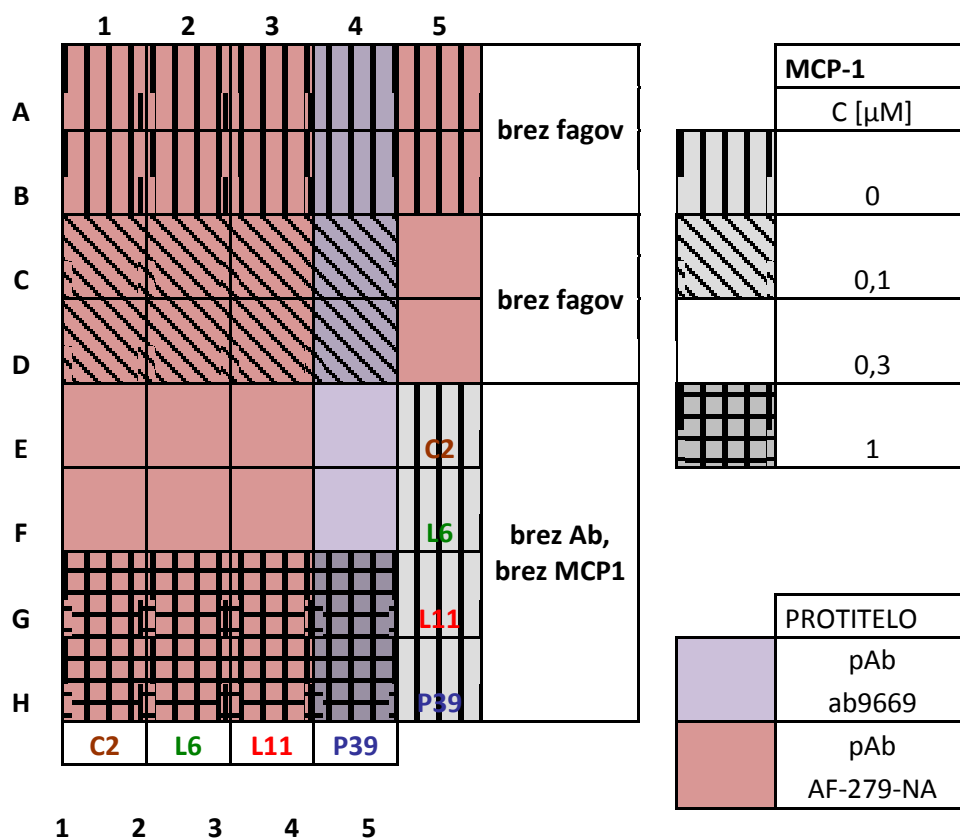 1 2 3 4 5
MCP-1
A
C [µM]
brez fagov
B
0
C
0,1
brez fagov
D
0,3
E
C2
1
F
L6
brez Ab,
brez MCP1
G
L11
PROTITELO
pAb
H
P39
ab9669
C2 L6 L11 P39
pAb
AF-279-NA
1 2 3 4 5